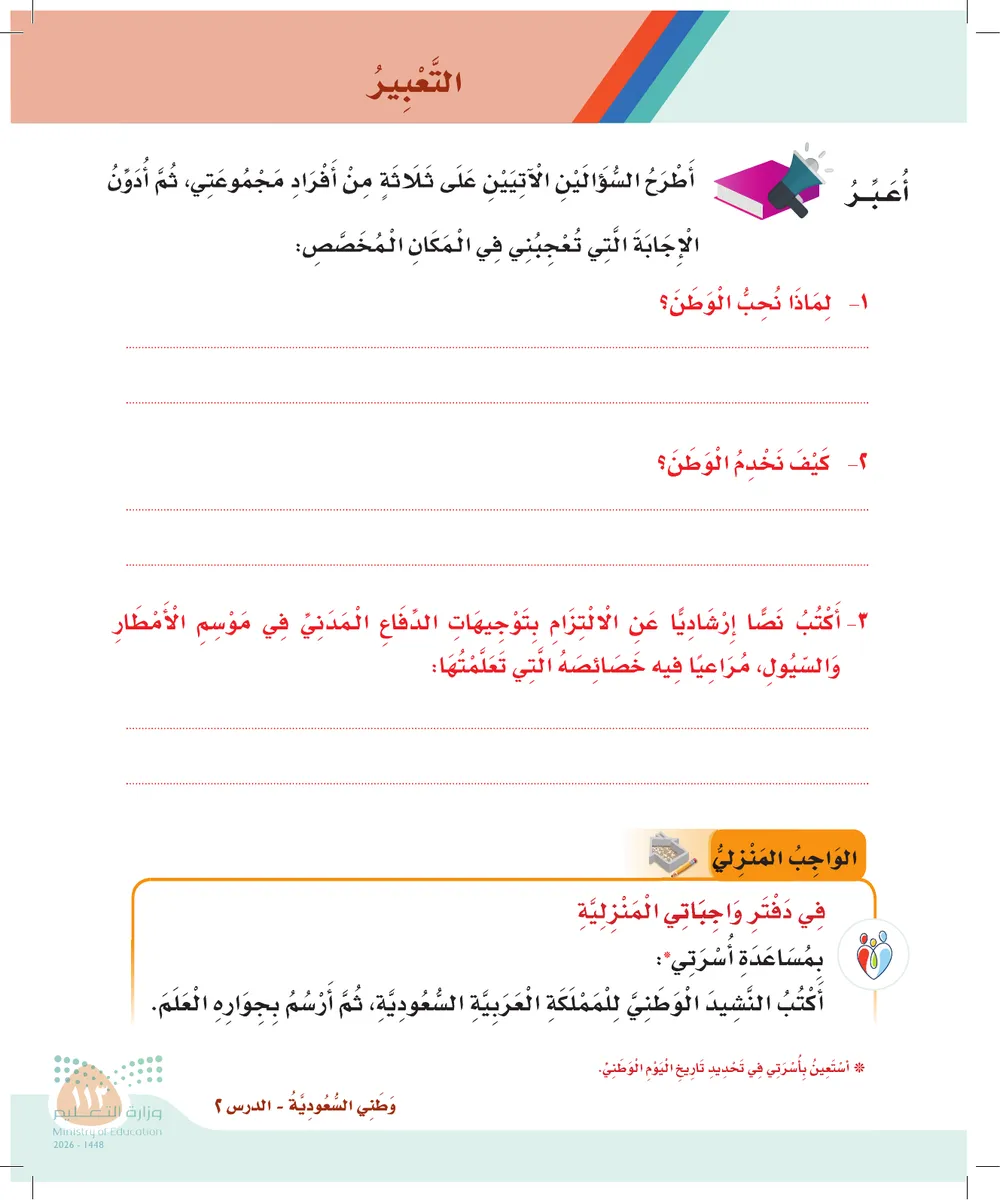 التَّعْبِيرُ
أُعَبِّـرُ
أَطْرَحُ السُّؤَالَيْنِ الْآتِيَيْنِ عَلَى ثَلَاثَةٍ مِنْ أَفْرَادِ مَجْمُوعَتِي، ثُمَّ أُدَوِّنُ
الْإِجَابَةَ الَّتِي تُعْجِبُنِي فِي الْمَكَانِ الْمُخَصَّصِ:
١- لِمَاذَا نُحِبُّ الْوَطَنَ؟
٢- كَيْفَ نَخْدِمُ الْوَطَنَ؟
٣- أَكْتُبُ نَصًّا إِرْشَادِيًّا عَنِ الِالْتِزَامِ بِتَوْجِيهَاتِ الدِّفَاعِ الْمَدَنِيِّ فِي مَوْسِمِ الْأَمْطَارِ
وَالسّيُولِ، مُرَاعِيًا فِيه خَصَائِصَهُ الَّتِي تَعَلَّمْتُهَا:
الوَاجِبُ المَنْزِليُّ
فِي دَفْتَرِ وَاجِبَاتِي الْمَنْزِلِيَّةِ
بِمُسَاعَدَةِ أُسْرَتِي*:
أَكْتُبُ النَّشِيدَ الْوَطَنِيَّ لِلْمَمْلَكَةِ الْعَرَبِيَّةِ السُّعُودِيَّةِ، ثُمَّ أَرْسُمُ بِجِوَارِهِ الْعَلَمَ.
* أَسْتَعِينُ بِأُسْرَتِي فِي تَحْدِيدِ تَارِيخِ الْيَوْمِ الْوَطَنِيِّ.
وَطَنِي السُّعُودِيَّةُ - الدرس ٢
١١٣
وزارة التعليم
Ministry of Education
2026 - 1448